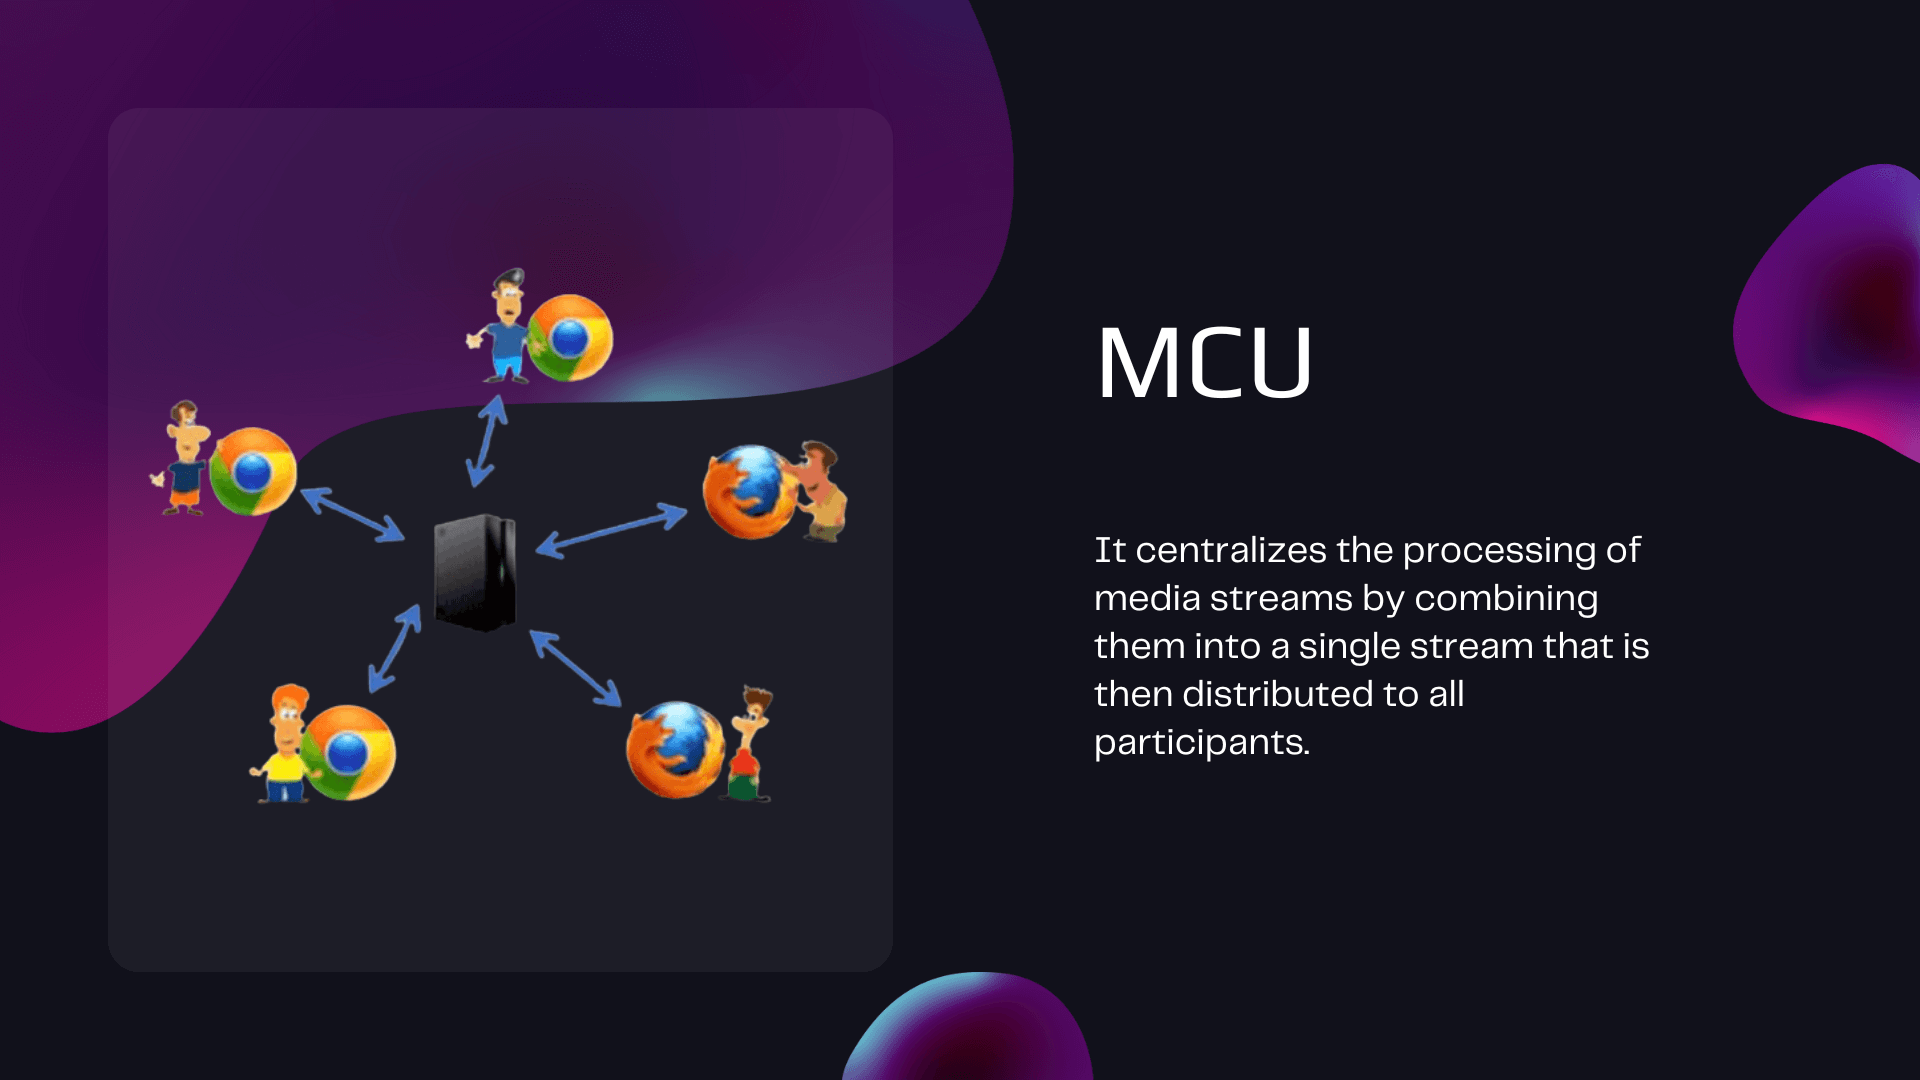 MCU
It centralizes the processing of
media streams by combining
them into a single stream that is
then distributed to all
participants.